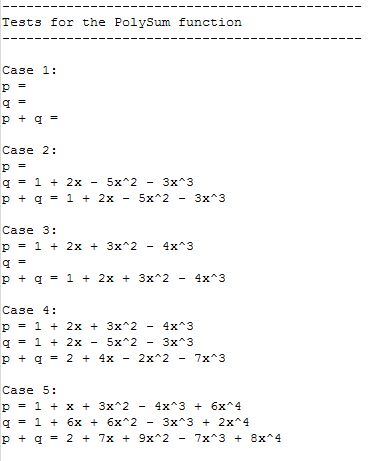 ----------------------------------------------
Tests for the PolySum function
----------------------------------------------
Case 1:
p =
q =
p + q =
Case 2:
p =
q = 1 + 2x - 5x^2 - 3x^3
p + q = 1 + 2x - 5x^2 - 3x^3
Case 3:
p = 1 + 2x + 3x^2 - 4x^3
q =
p + q = 1 + 2x + 3x^2 - 4x^3
Case 4:
p = 1 + 2x + 3x^2 - 4x^3
q = 1 + 2x - 5x^2 - 3x^3
p + q = 2 + 4x - 2x^2 - 7x^3
Case 5:
p = 1 + x + 3x^2 - 4x^3 + 6x^4
q = 1 + 6x + 6x^2 - 3x^3 + 2x^4
p + q = 2 + 7x + 9x^2 - 7x^3 + 8x^4